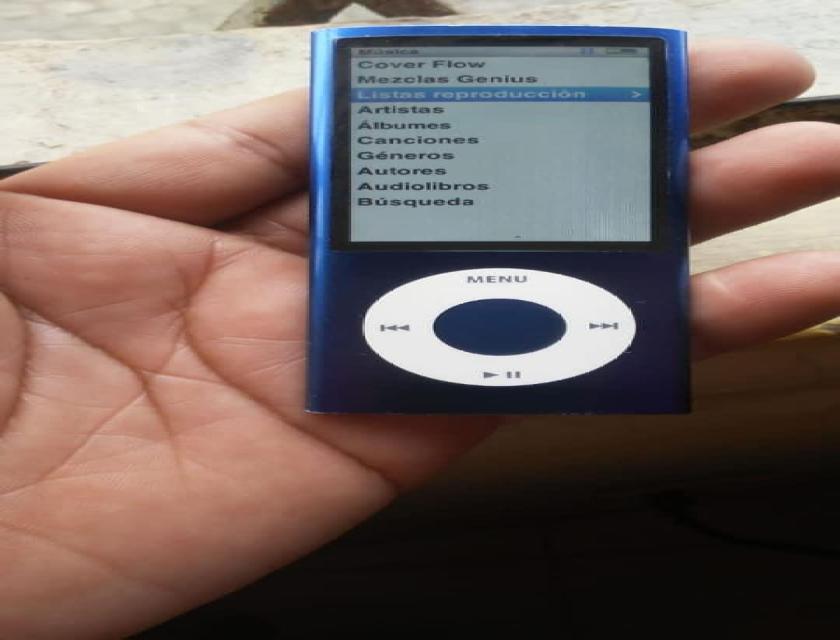 Música
Cover Flow
Mezclas Genius
Listas reproducción >
Artistas
Álbumes
Canciones
Géneros
Autores
Audiolibros
Búsqueda
MENU